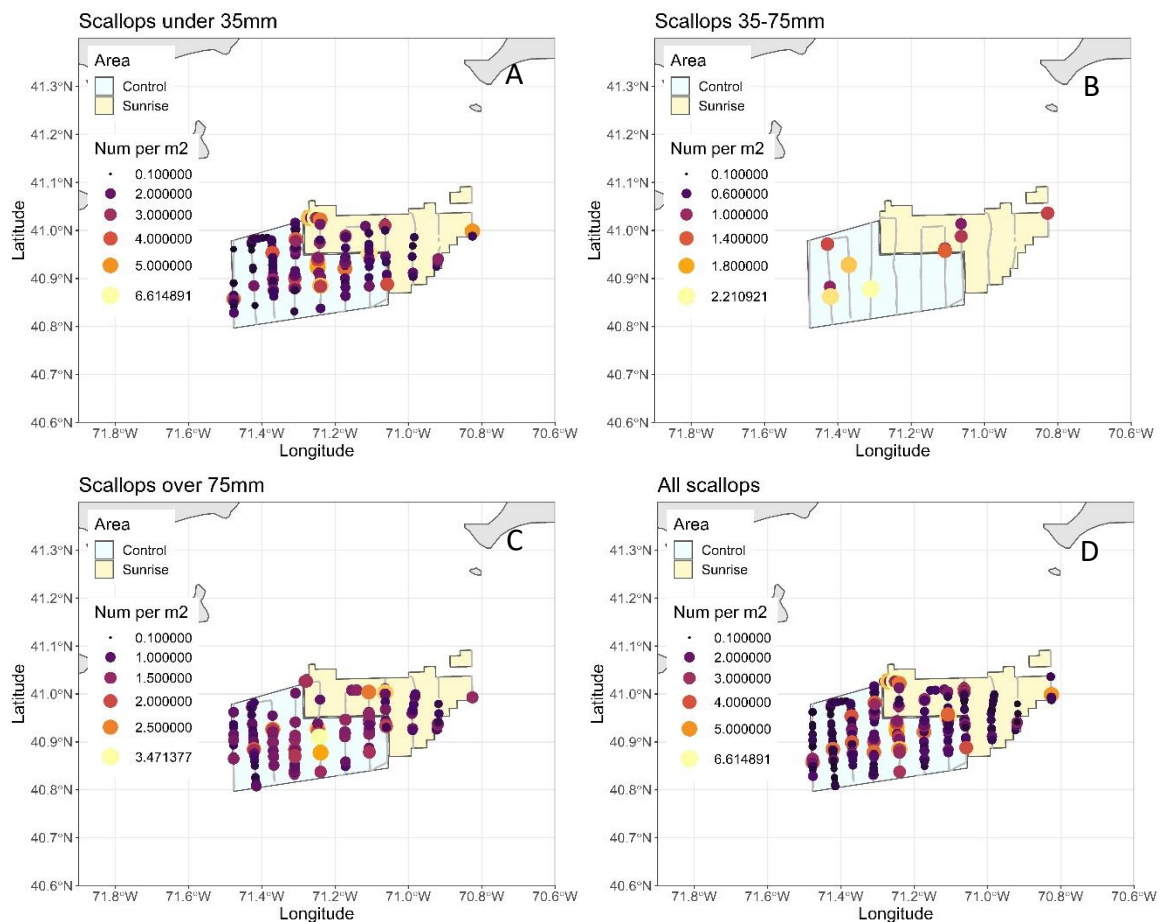 Scallops under 35mm
A
Area
Control
Sunrise
Num per m2
0.100000
2.000000
3.000000
4.000000
5.000000
6.614891
Latitude
41.3°N
41.2°N
41.1°N
41.0°N
40.9°N
40.8°N
40.7°N
40.6°N
71.8°W 71.6°W 71.4°W 71.2°W 71.0°W 70.8°W 70.6°W
Longitude
Scallops 35-75mm
B
Area
Control
Sunrise
Num per m2
0.100000
0.600000
1.000000
1.400000
1.800000
2.210921
Latitude
41.3°N
41.2°N
41.1°N
41.0°N
40.9°N
40.8°N
40.7°N
40.6°N
71.8°W 71.6°W 71.4°W 71.2°W 71.0°W 70.8°W 70.6°W
Longitude
Scallops over 75mm
C
Area
Control
Sunrise
Num per m2
0.100000
1.000000
1.500000
2.000000
2.500000
3.471377
Latitude
41.3°N
41.2°N
41.1°N
41.0°N
40.9°N
40.8°N
40.7°N
40.6°N
71.8°W 71.6°W 71.4°W 71.2°W 71.0°W 70.8°W 70.6°W
Longitude
All scallops
D
Area
Control
Sunrise
Num per m2
0.100000
2.000000
3.000000
4.000000
5.000000
6.614891
Latitude
41.3°N
41.2°N
41.1°N
41.0°N
40.9°N
40.8°N
40.7°N
40.6°N
71.8°W 71.6°W 71.4°W 71.2°W 71.0°W 70.8°W 70.6°W
Longitude